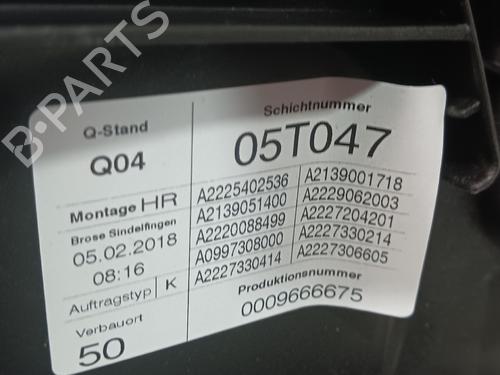 B-PARTS
Q-Stand
Q04
Montage HR
Brose Sindelfingen
05.02.2018
08:16
Auftragstyp K
Verbauort
50
Schichtnummer
05T047
A2225402536 A2139001718
A2139051400 A2229062003
A2220088499 A2227204201
A0997308000 A2227330214
A2227330414 A2227306605
Produktionsnummer
0009666675